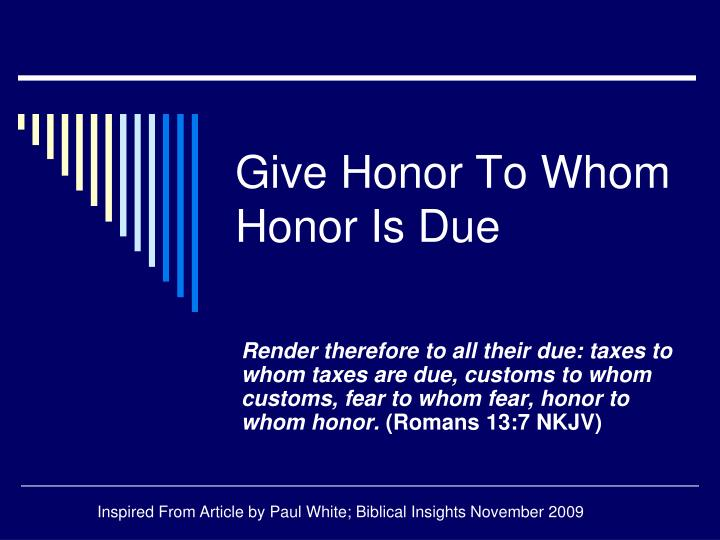 Give Honor To Whom
Honor Is Due
Render therefore to all their due: taxes to
whom taxes are due, customs to whom
customs, fear to whom fear, honor to
whom honor. (Romans 13:7 NKJV)
Inspired From Article by Paul White; Biblical Insights November 2009